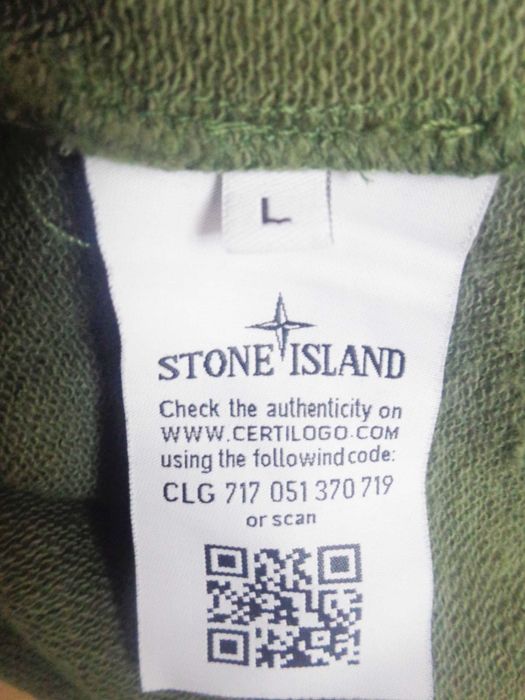 L
STONE ISLAND
Check the authenticity on
WWW.CERTILOGO.COM
using the followind code:
CLG 717 051 370 719
or scan